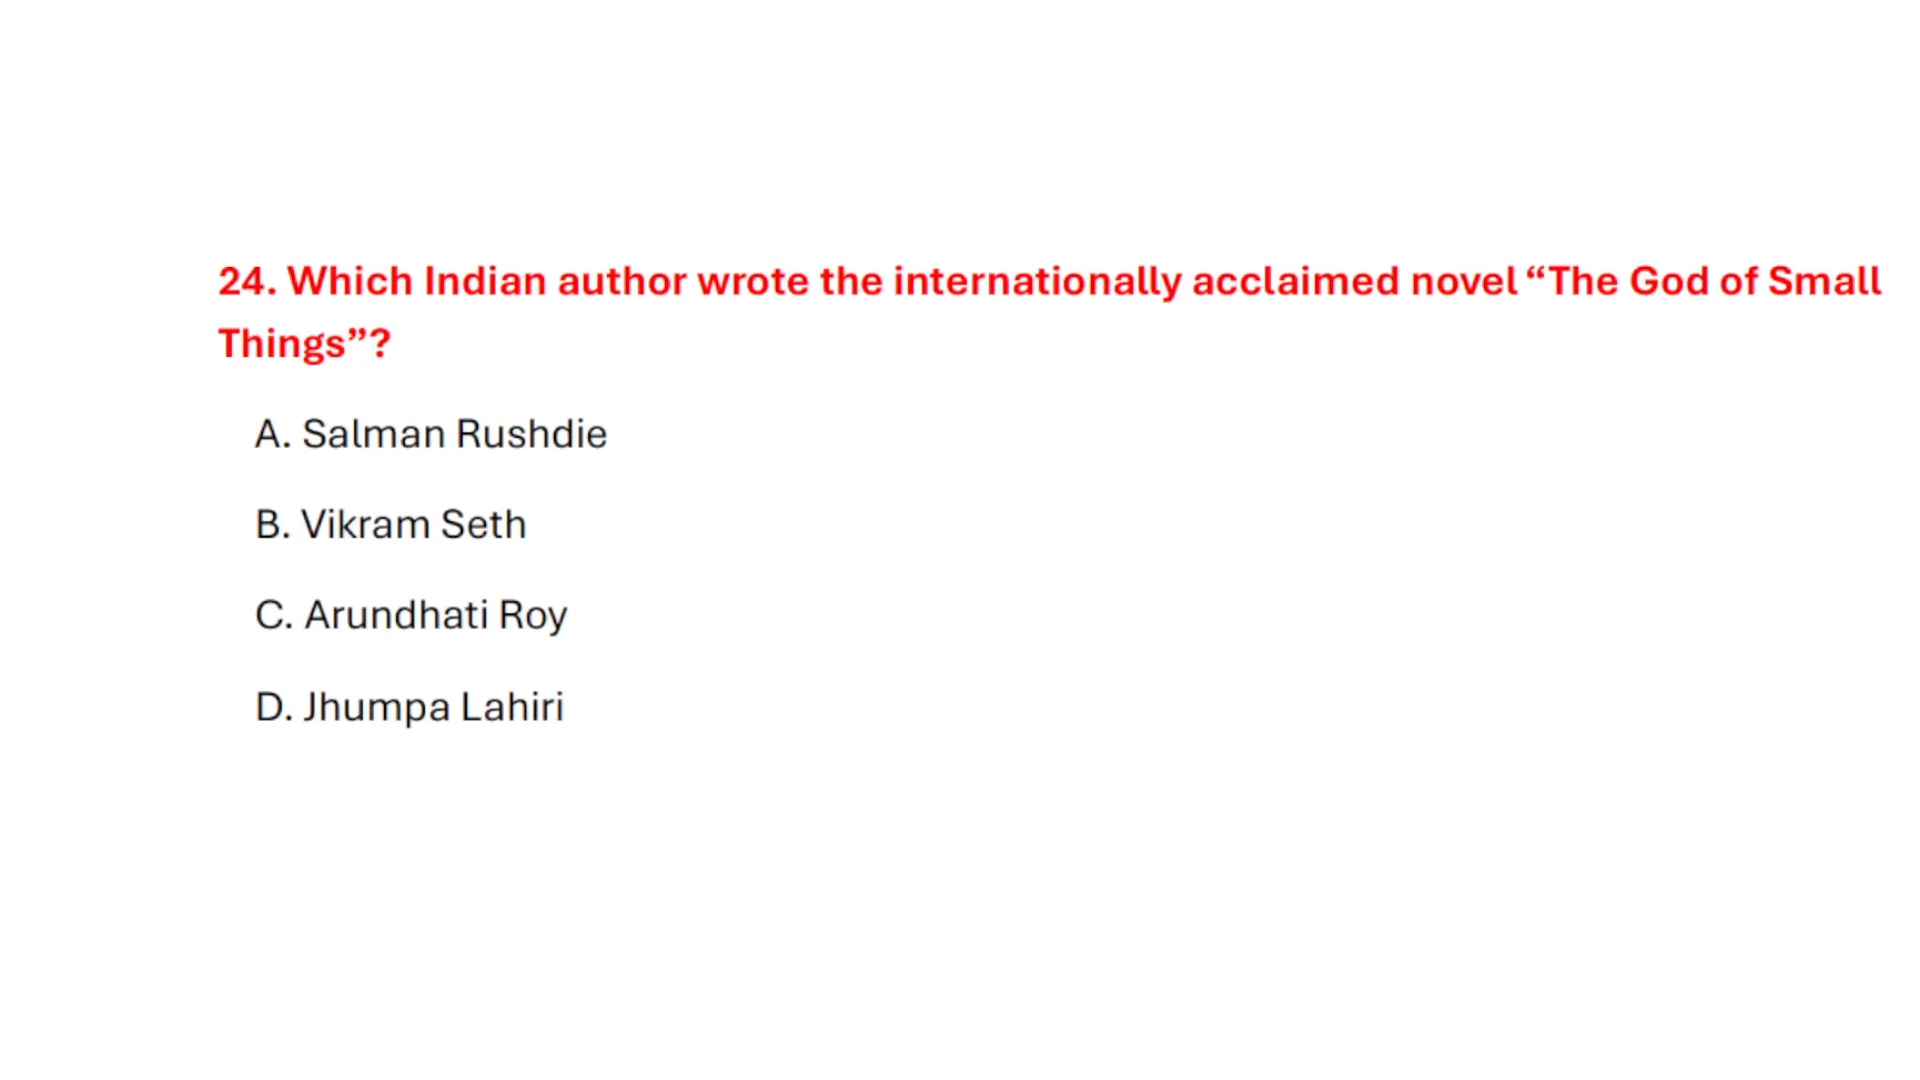 24. Which Indian author wrote the internationally acclaimed novel “The God of Small
Things”?
A. Salman Rushdie
B. Vikram Seth
C. Arundhati Roy
D. Jhumpa Lahiri